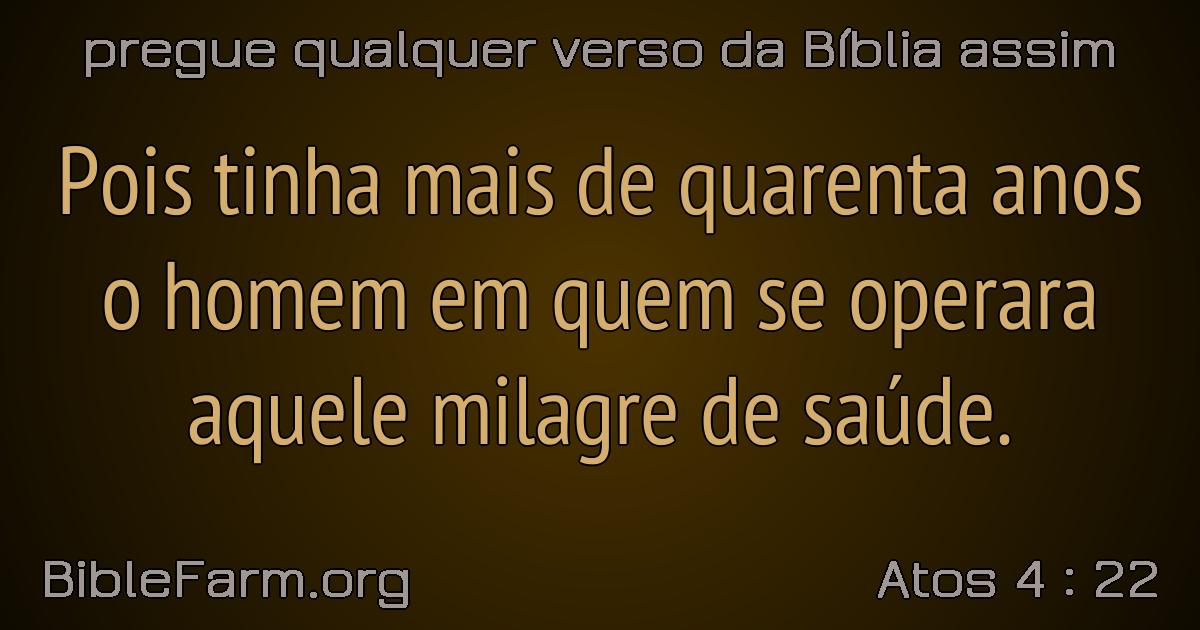 pregue qualquer verso da Bíblia assim
Pois tinha mais de quarenta anos
o homem em quem se operara
aquele milagre de saúde.
BibleFarm.org
Atos 4 : 22